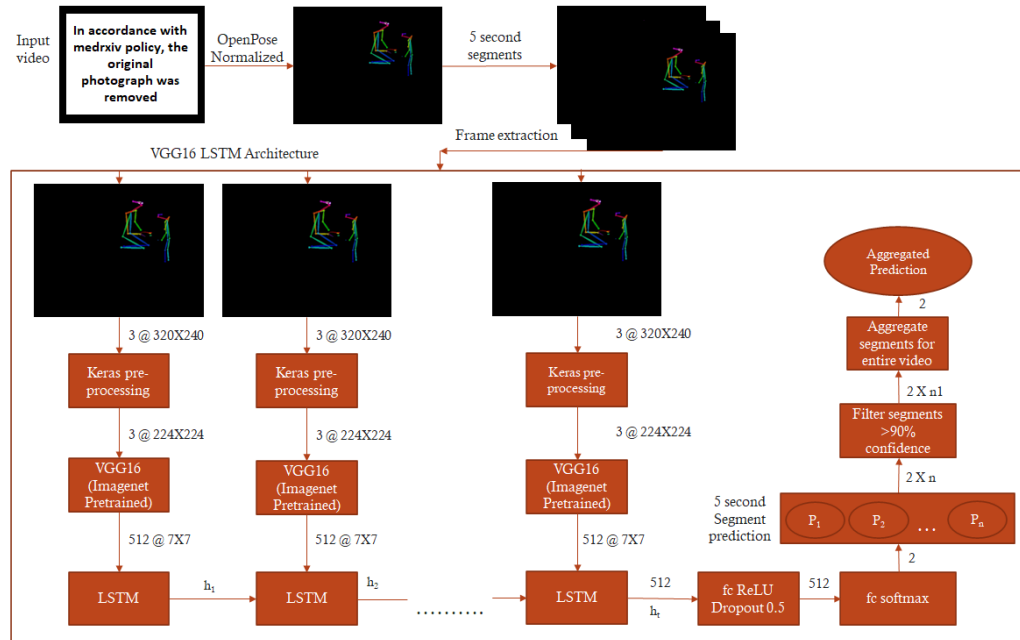 Input
video
In accordance with
medrxiv policy, the
original
photograph was
removed
OpenPose
Normalized
5 second
segments
Frame extraction
VGG16 LSTM Architecture
3 @ 320X240
3 @ 320X240
3 @ 320X240
Keras pre-
processing
Keras pre-
processing
Keras pre-
processing
3 @ 224X224
3 @ 224X224
3 @ 224X224
VGG16
(Imagenet
Pretrained)
VGG16
(Imagenet
Pretrained)
VGG16
(Imagenet
Pretrained)
512 @ 7X7
512 @ 7X7
512 @ 7X7
LSTM
h₁
LSTM
h₂
..........
LSTM
512
hₜ
fc ReLU
Dropout 0.5
512
fc softmax
2
5 second
Segment
prediction
P₁
P₂
...
Pₙ
2 X n
Filter segments
>90%
confidence
2 X n1
Aggregate
segments for
entire video
2
Aggregated
Prediction